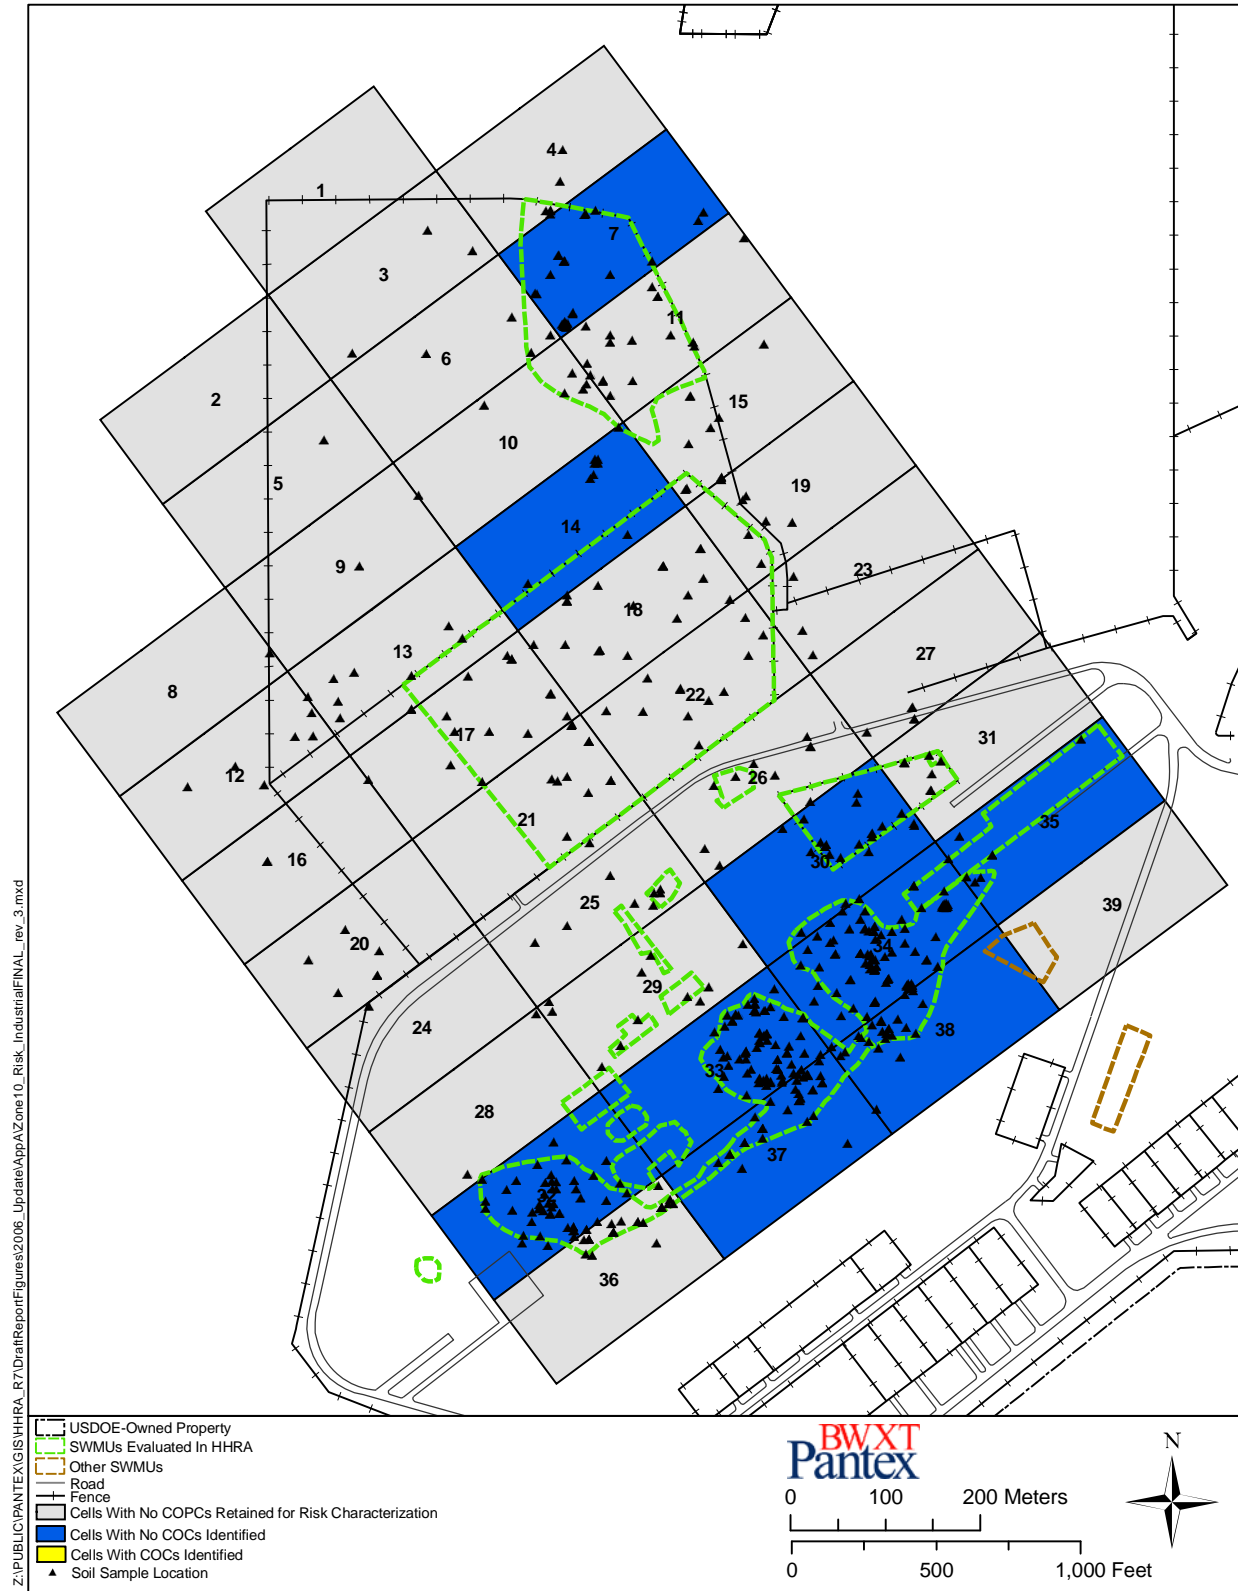 4
1
7
3
11
6
2
15
10
5
19
14
9
23
18
13
27
8
22
17
31
12
26
21
35
30
16
25
39
34
20
29
24
38
33
28
37
32
36
Z:\PUBLIC\PANTEX\GIS\HHRA_R7\DraftReportFigures\2006_Update\AppA\Zone10_Risk_IndustrialFINAL_rev_3.mxd
USDOE-Owned Property
SWMUs Evaluated In HHRA
Other SWMUs
Road
Fence
Cells With No COPCs Retained for Risk Characterization
Cells With No COCs Identified
Cells With COCs Identified
Soil Sample Location
BWXT
Pantex
0 100 200 Meters
0 500 1,000 Feet
N